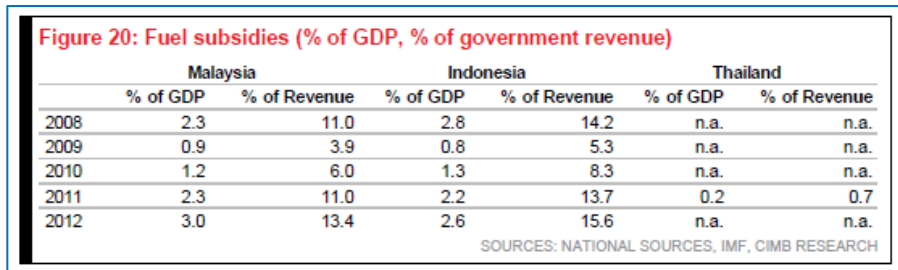 Figure 20: Fuel subsidies (% of GDP, % of government revenue)
Malaysia Indonesia Thailand
% of GDP % of Revenue % of GDP % of Revenue % of GDP % of Revenue
2008 2.3 11.0 2.8 14.2 n.a. n.a.
2009 0.9 3.9 0.8 5.3 n.a. n.a.
2010 1.2 6.0 1.3 8.3 n.a. n.a.
2011 2.3 11.0 2.2 13.7 0.2 0.7
2012 3.0 13.4 2.6 15.6 n.a. n.a.
SOURCES: NATIONAL SOURCES, IMF, CIMB RESEARCH